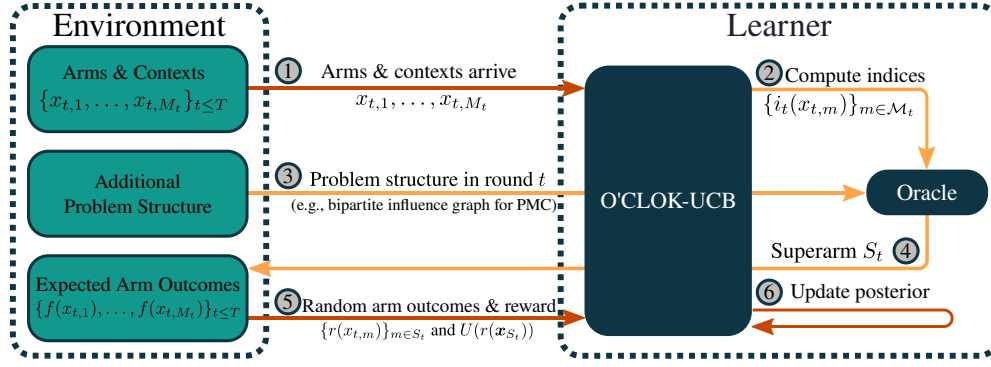 Environment
Learner
Arms & Contexts
{x_{t,1}, . . . , x_{t,M_t}}_{t≤T}
1
Arms & contexts arrive
x_{t,1}, . . . , x_{t,M_t}
2
Compute indices
{i_t(x_{t,m})}_{m∈ℳ_t}
Additional
Problem Structure
3
Problem structure in round t
(e.g., bipartite influence graph for PMC)
O'CLOK-UCB
Oracle
Superarm S_t
4
Expected Arm Outcomes
{f(x_{t,1}), . . . , f(x_{t,M_t})}_{t≤T}
5
Random arm outcomes & reward
{r(x_{t,m})}_{m∈S_t} and U(r(𝒙_{S_t}))
6
Update posterior